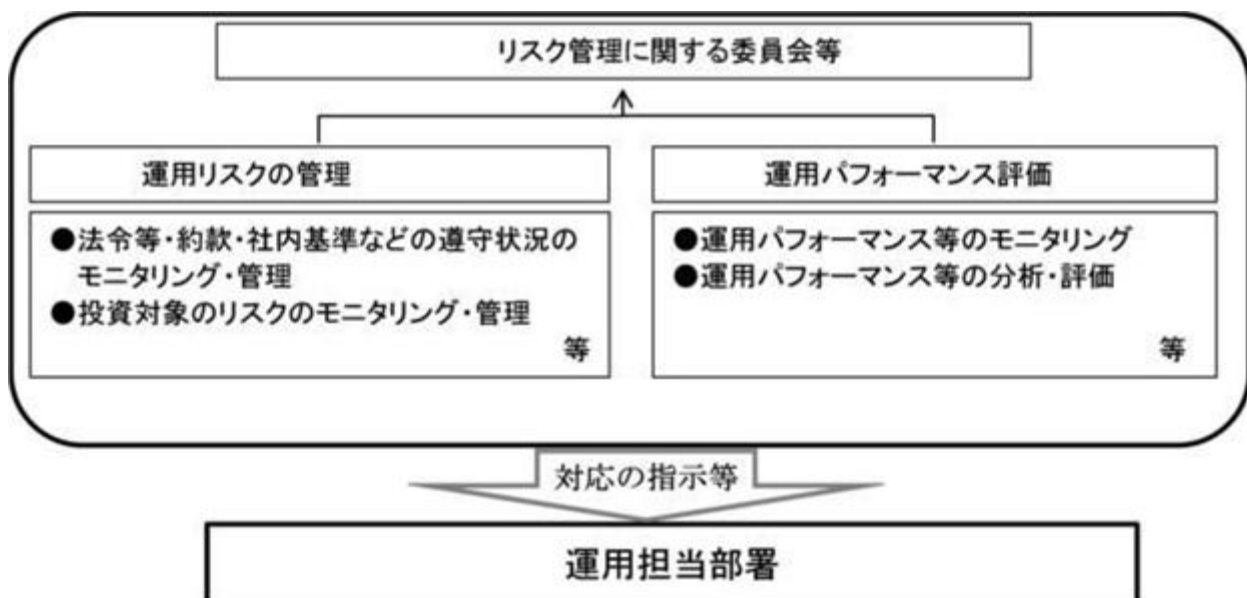 リスク管理に関する委員会等
運用リスクの管理
●法令等・約款・社内基準などの遵守状況の
モニタリング・管理
●投資対象のリスクのモニタリング・管理
等
運用パフォーマンス評価
●運用パフォーマンス等のモニタリング
●運用パフォーマンス等の分析・評価
等
対応の指示等
運用担当部署